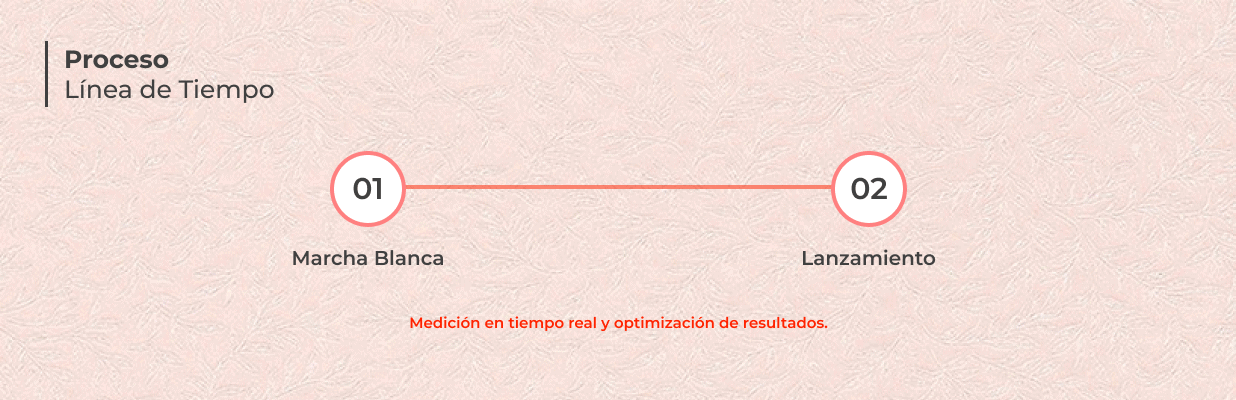 Proceso
Línea de Tiempo
01
02
Marcha Blanca
Lanzamiento
Medición en tiempo real y optimización de resultados.